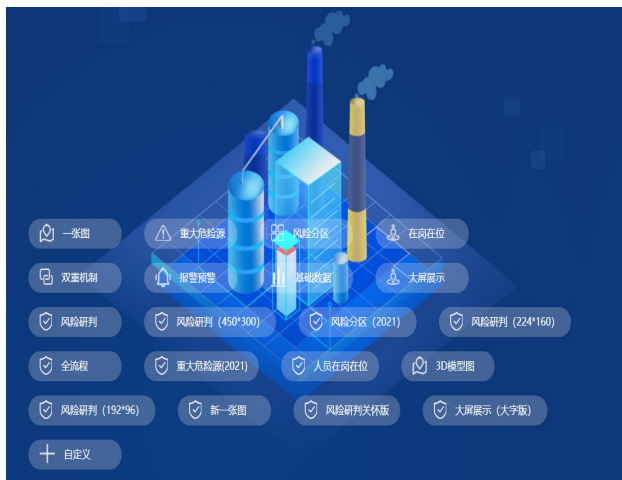 一张图 重大危险源 风险分区 在岗在位
双重机制 报警预警 基础数据 大屏展示
风险研判 风险研判 (450*300) 风险分区 (2021) 风险研判 (224*160)
全流程 重大危险源(2021) 人员在岗在位 3D模型图
风险研判 (192*96) 新一张图 风险研判关怀版 大屏展示 (大字版)
自定义